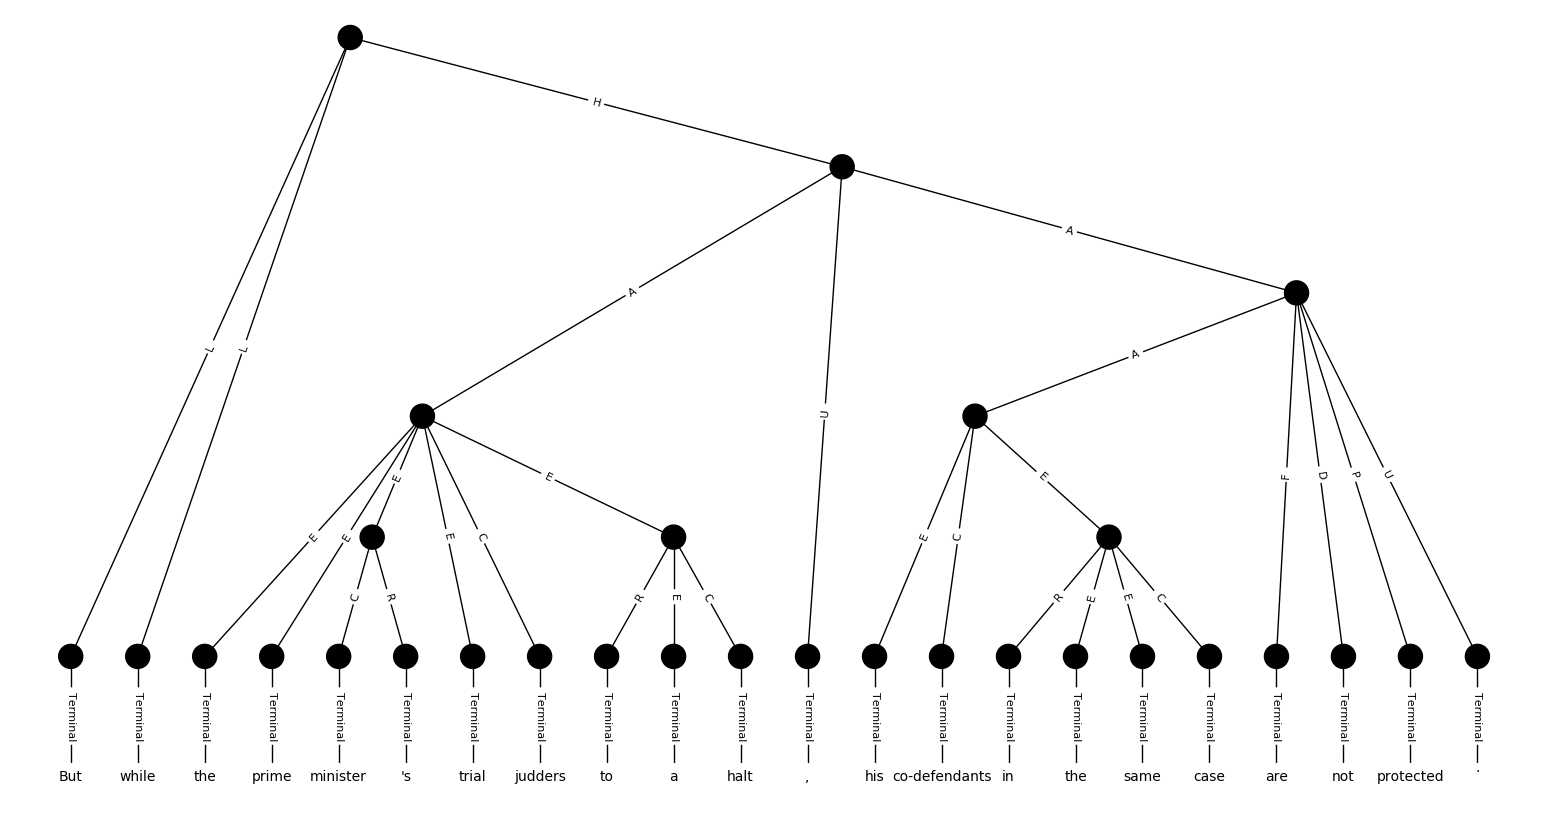 H
A
A
L L
A
U
E E
E E F D P U
E E E C E C
C R R E C R E E C
Terminal Terminal Terminal Terminal Terminal Terminal Terminal Terminal Terminal Terminal Terminal Terminal Terminal Terminal Terminal Terminal Terminal Terminal Terminal Terminal Terminal Terminal
But while the prime minister 's trial judders to a halt , his co-defendants in the same case are not protected .